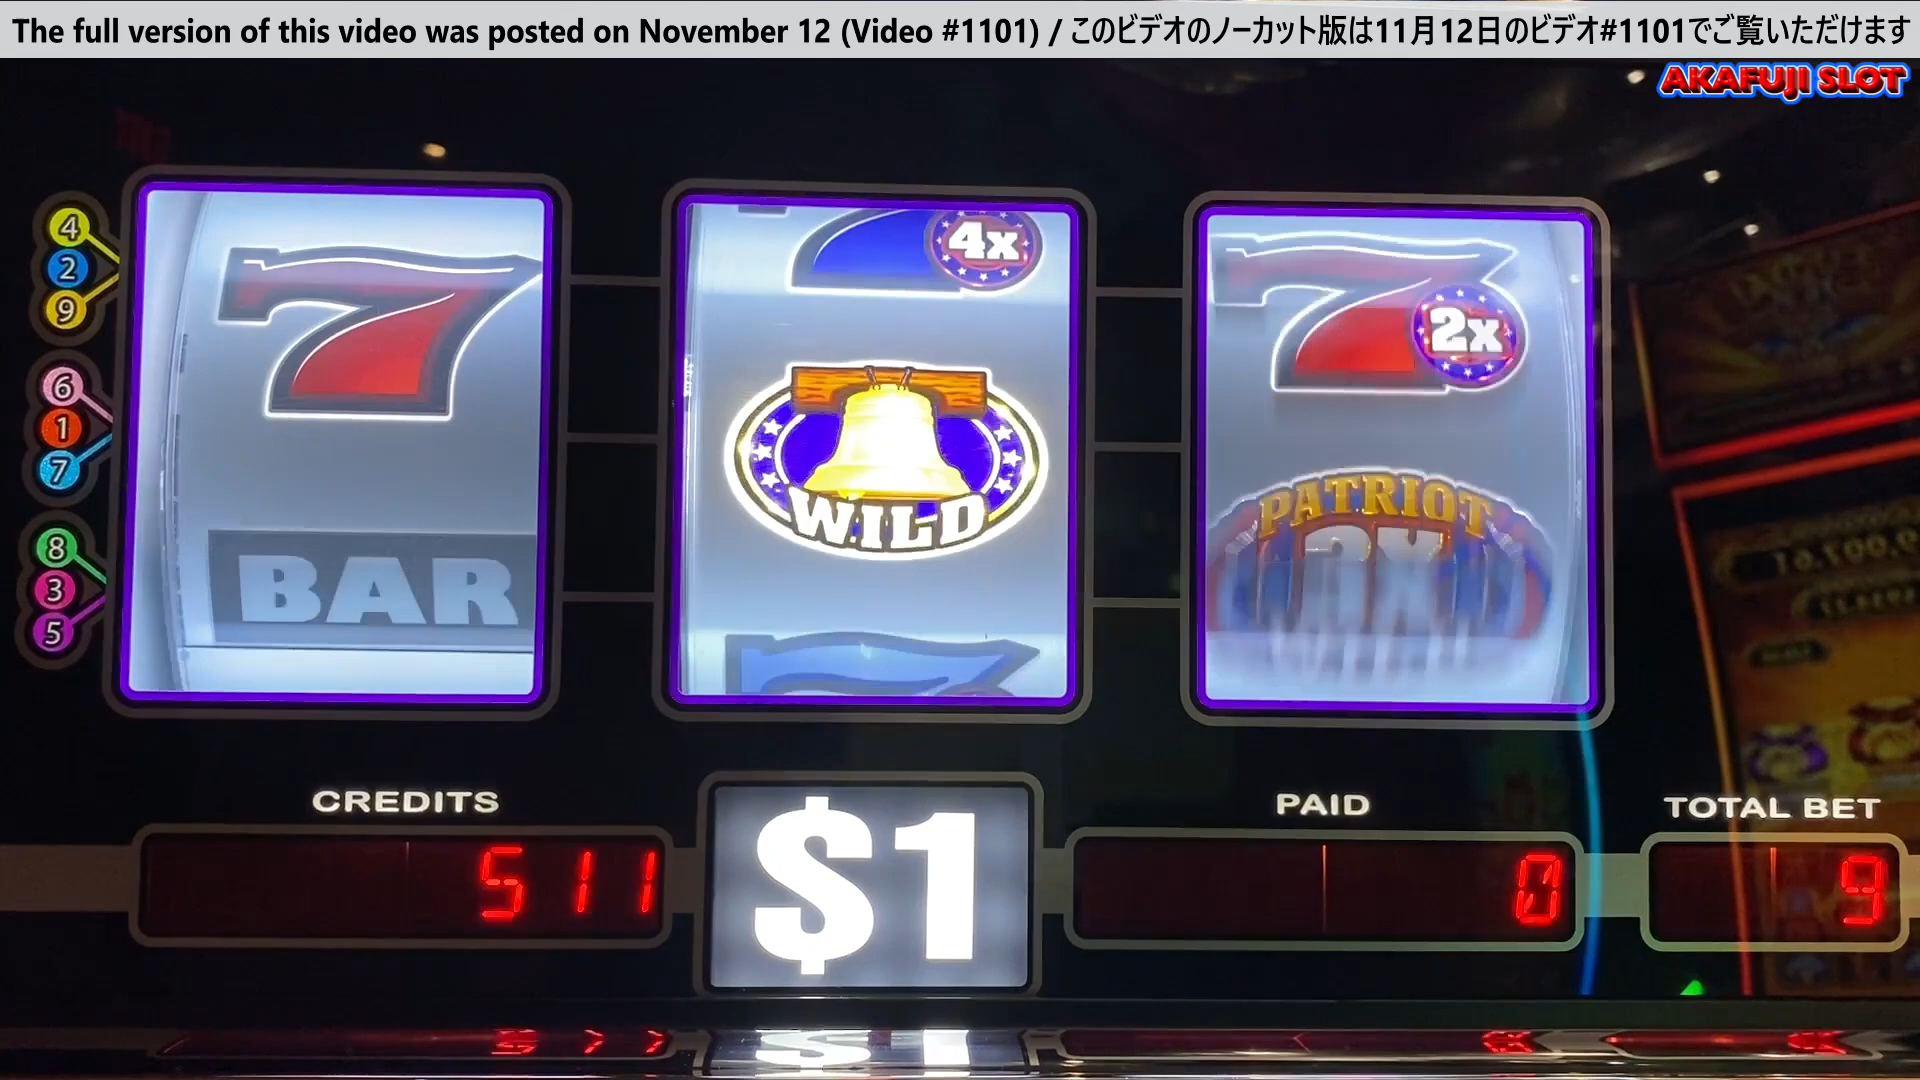 The full version of this video was posted on November 12 (Video #1101) / このビデオのノーカット版は11月12日のビデオ#1101でご覧いただけます
AKAFUJI SLOT
4
2
9
6
1
7
8
3
5
7
4x
7
2x
WILD
PATRIOT
BAR
7
CREDITS
PAID
TOTAL BET
511
$1
0
9